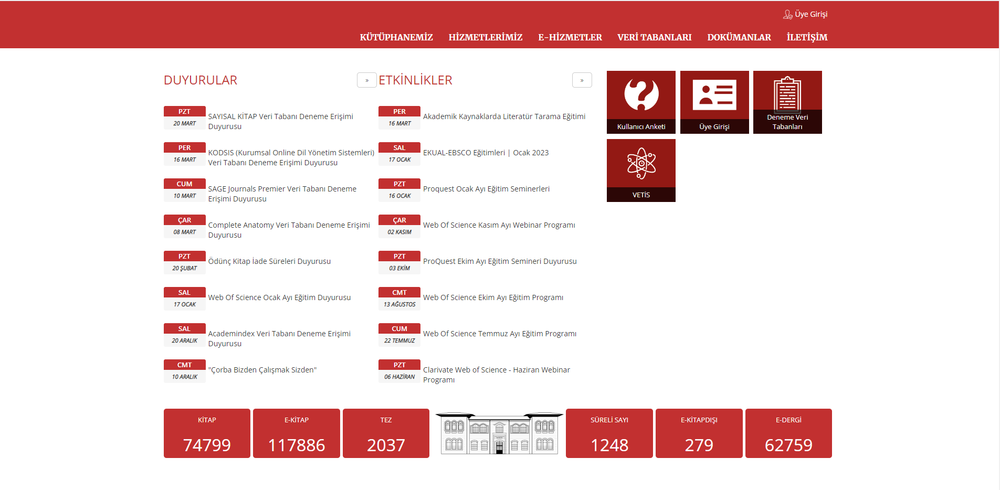 Üye Girişi
KÜTÜPHANEMİZ HİZMETLERİMİZ E-HİZMETLER VERİ TABANLARI DOKÜMANLAR İLETİŞİM
DUYURULAR »
PZT
20 MART
SAYISAL KİTAP Veri Tabanı Deneme Erişimi
Duyurusu
PER
16 MART
KODSIS (Kurumsal Online Dil Yönetim Sistemleri)
Veri Tabanı Deneme Erişimi Duyurusu
CUM
10 MART
SAGE Journals Premier Veri Tabanı Deneme
Erişimi Duyurusu
ÇAR
08 MART
Complete Anatomy Veri Tabanı Deneme Erişimi
Duyurusu
PZT
20 ŞUBAT
Ödünç Kitap İade Süreleri Duyurusu
SAL
17 OCAK
Web Of Science Ocak Ayı Eğitim Duyurusu
SAL
20 ARALIK
Academindex Veri Tabanı Deneme Erişimi
Duyurusu
CMT
10 ARALIK
"Çorba Bizden Çalışmak Sizden"
ETKİNLİKLER »
PER
16 MART
Akademik Kaynaklarda Literatür Tarama Eğitimi
SAL
17 OCAK
EKUAL-EBSCO Eğitimleri | Ocak 2023
PZT
16 OCAK
Proquest Ocak Ayı Eğitim Seminerleri
ÇAR
02 KASIM
Web Of Science Kasım Ayı Webinar Programı
PZT
03 EKİM
ProQuest Ekim Ayı Eğitim Semineri Duyurusu
CMT
13 AĞUSTOS
Web Of Science Ekim Ayı Eğitim Programı
CUM
22 TEMMUZ
Web Of Science Temmuz Ayı Eğitim Programı
PZT
06 HAZİRAN
Clarivate Web of Science - Haziran Webinar
Programı
Kullanıcı Anketi
Üye Girişi
Deneme Veri
Tabanları
VETİS
KİTAP
74799
E-KİTAP
117886
TEZ
2037
SÜRELİ SAYI
1248
E-KİTAPDIŞI
279
E-DERGİ
62759